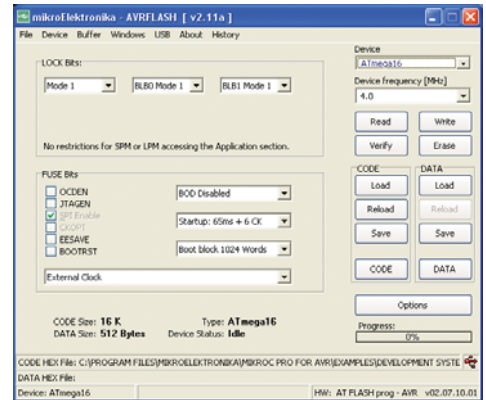 mikroElektronika - AVRFLASH [ v2.11a ]
File Device Buffer Windows USB About History
LOCK Bits:
Mode 1 BLB0 Mode 1 BLB1 Mode 1
No restrictions for SPM or LPM accessing the Application section.
FUSE Bits
OCDEN
JTAGEN
SPI Enable
CKOPT
EESAVE
BOOTRST
BOD Disabled
Startup: 65ms + 6 CK
Boot block 1024 Words
External Clock
CODE Size: 16 K Type: ATmega16
DATA Size: 512 Bytes Device Status: Idle
Device
ATmega16
Device frequency [MHz]
4.0
Read Write
Verify Erase
CODE DATA
Load Load
Reload Reload
Save Save
CODE DATA
Options
Progress:
0%
CODE HEX File: C:\PROGRAM FILES\MIKROELEKTRONIKA\MIKROC PRO FOR AVR\EXAMPLES\DEVELOPMENT SYSTE
DATA HEX File:
Device: ATmega16 HW: AT FLASH prog - AVR v02.07.10.01